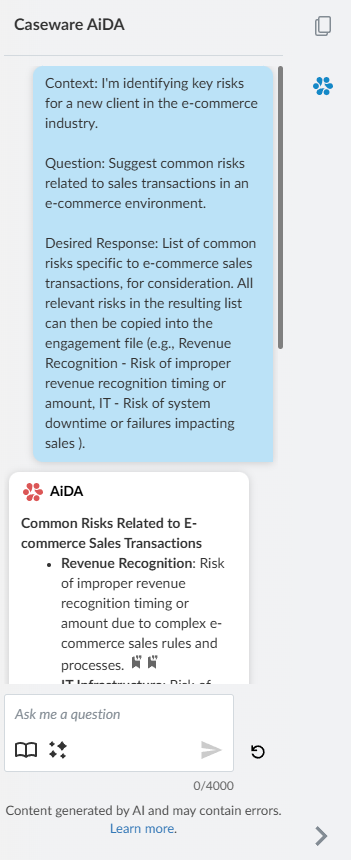 Caseware AiDA
Context: I'm identifying key risks
for a new client in the e-commerce
industry.
Question: Suggest common risks
related to sales transactions in an
e-commerce environment.
Desired Response: List of common
risks specific to e-commerce sales
transactions, for consideration. All
relevant risks in the resulting list
can then be copied into the
engagement file (e.g., Revenue
Recognition - Risk of improper
revenue recognition timing or
amount, IT - Risk of system
downtime or failures impacting
sales ).
AiDA
Common Risks Related to E-
commerce Sales Transactions
• Revenue Recognition: Risk
of improper revenue
recognition timing or
amount due to complex e-
commerce sales rules and
processes.
IT Infrastructure: Risk of
Ask me a question
0/4000
Content generated by AI and may contain errors.
Learn more.